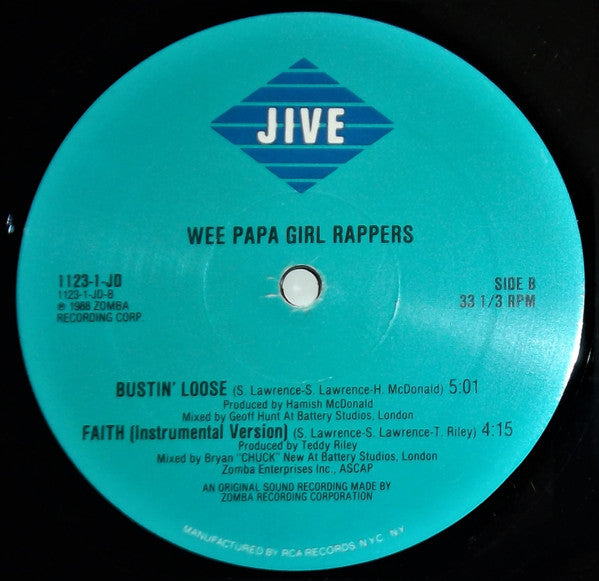 JIVE
WEE PAPA GIRL RAPPERS
1123-1-JD
1123-1-JD-B
℗ 1988 ZOMBA
RECORDING CORP.
SIDE B
33 1/3 RPM
BUSTIN' LOOSE (S. Lawrence-S. Lawrence-H. McDonald) 5:01
Produced by Hamish McDonald
Mixed by Geoff Hunt At Battery Studios, London
FAITH (Instrumental Version) (S. Lawrence-S. Lawrence-T. Riley) 4:15
Produced by Teddy Riley
Mixed by Bryan "CHUCK" New At Battery Studios, London
Zomba Enterprises Inc., ASCAP
AN ORIGINAL SOUND RECORDING MADE BY
ZOMBA RECORDING CORPORATION
MANUFACTURED BY RCA RECORDS, N.Y.C. N.Y.